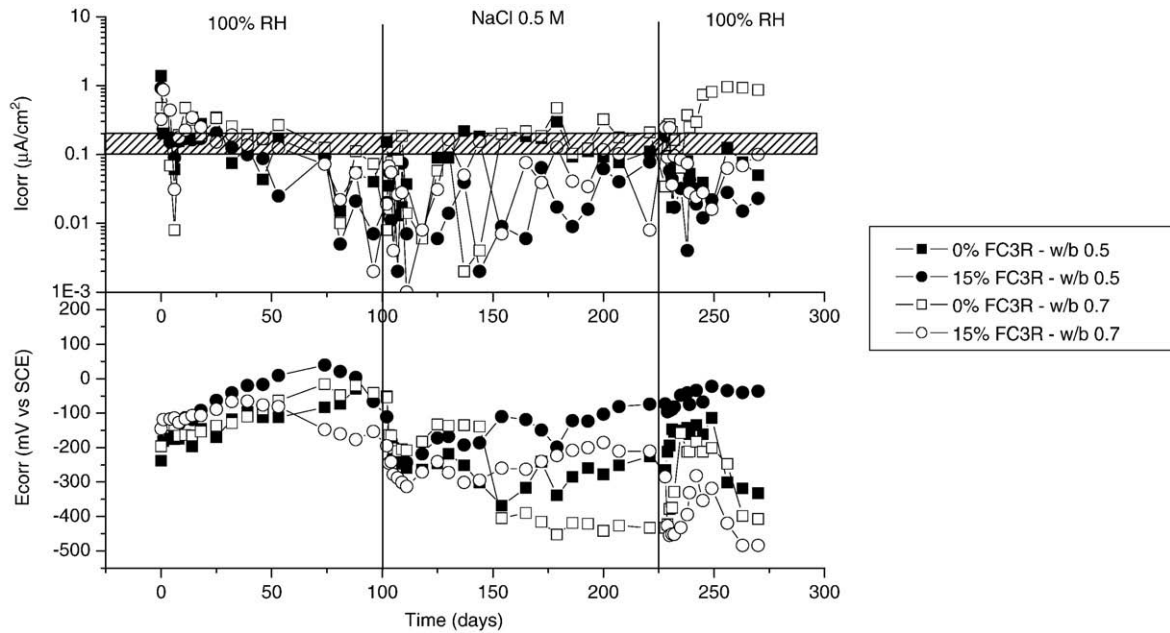 100% RH
NaCl 0.5 M
100% RH
10
1
0.1
0.01
1E-3
Icorr (µA/cm²)
0
50
100
150
200
250
300
200
100
0
-100
-200
-300
-400
-500
Ecorr (mV vs SCE)
0
50
100
150
200
250
300
Time (days)
0% FC3R - w/b 0.5
15% FC3R - w/b 0.5
0% FC3R - w/b 0.7
15% FC3R - w/b 0.7